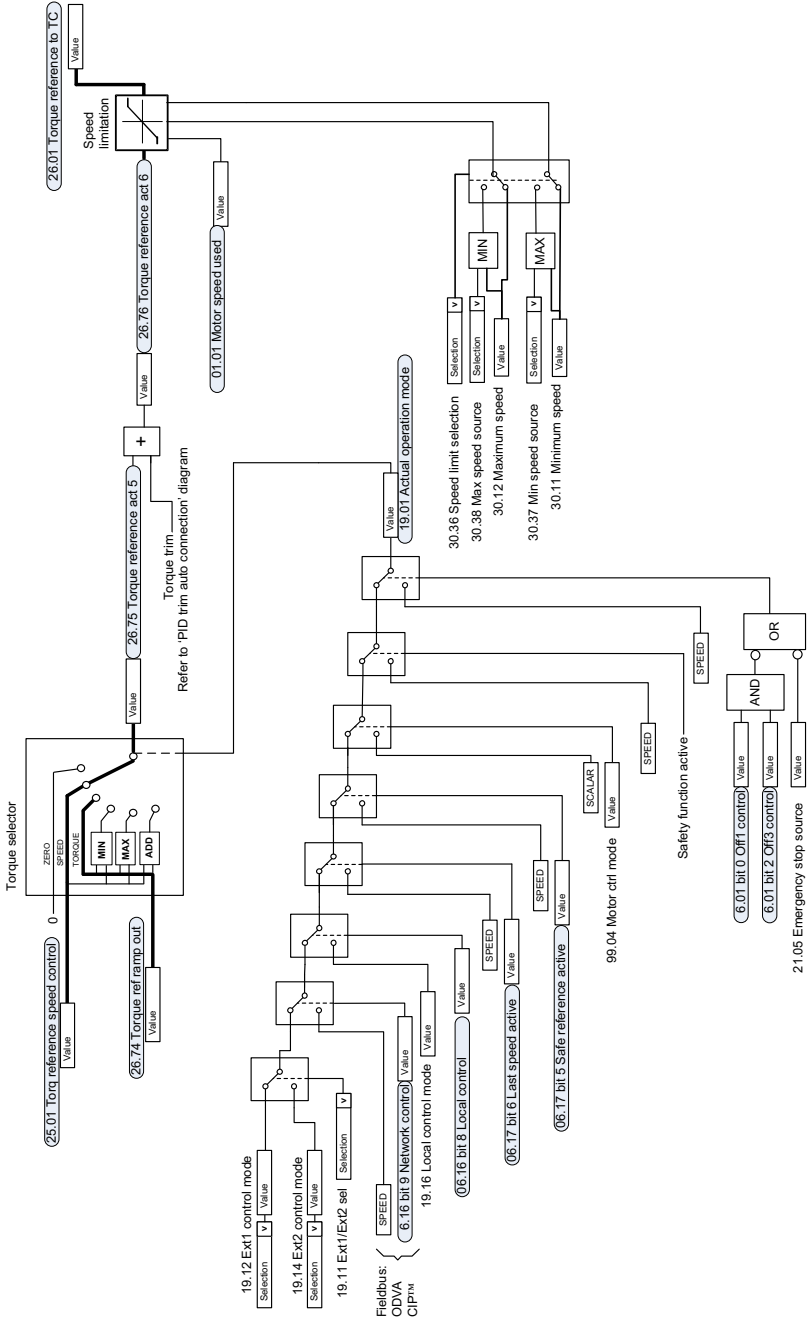 Torque selector
25.01 Torq reference speed control
Value
0
ZERO
SPEED
TORQUE
MIN
MAX
ADD
26.74 Torque ref ramp out
Value
Value
26.75 Torque reference act 5
Torque trim
Refer to ‘PID trim auto connection’ diagram
+
Value
26.76 Torque reference act 6
Speed
limitation
26.01 Torque reference to TC
Value
01.01 Motor speed used
Value
19.12 Ext1 control mode
Selection
v
Value
19.14 Ext2 control mode
Selection
v
Value
19.11 Ext1/Ext2 sel
Selection
v
Fieldbus:
ODVA
CIP™
SPEED
6.16 bit 9 Network control
Value
19.16 Local control mode
Value
06.16 bit 8 Local control
Value
SPEED
06.17 bit 6 Last speed active
Value
SPEED
06.17 bit 5 Safe reference active
Value
SCALAR
99.04 Motor ctrl mode
Value
SPEED
Safety function active
SPEED
6.01 bit 0 Off1 control
Value
6.01 bit 2 Off3 control
Value
AND
21.05 Emergency stop source
Value
OR
Value
19.01 Actual operation mode
30.36 Speed limit selection
Selection
v
30.38 Max speed source
Selection
v
MIN
30.12 Maximum speed
Value
30.37 Min speed source
Selection
v
MAX
30.11 Minimum speed
Value